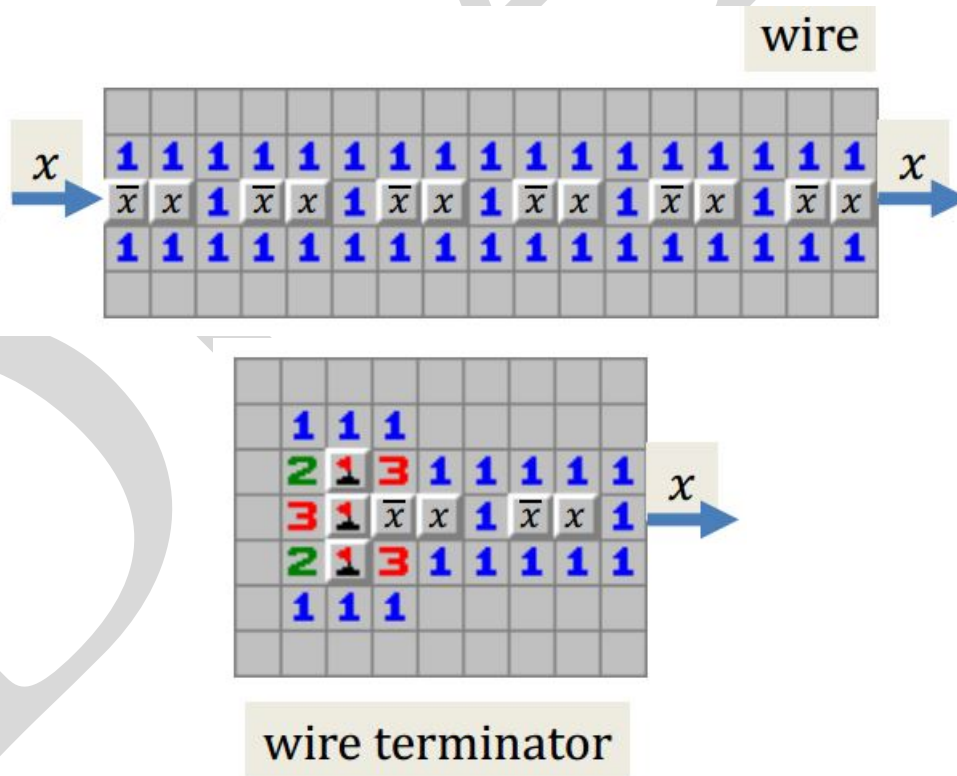 wire
1 1 1 1 1 1 1 1 1 1 1 1 1 1 1 1 1
x x̅ x 1 x̅ x 1 x̅ x 1 x̅ x 1 x̅ x 1 x̅ x x
1 1 1 1 1 1 1 1 1 1 1 1 1 1 1 1 1
1 1 1
2 3 1 1 1 1 1
3 x̅ x 1 x̅ x 1 x
2 3 1 1 1 1 1
1 1 1
wire terminator